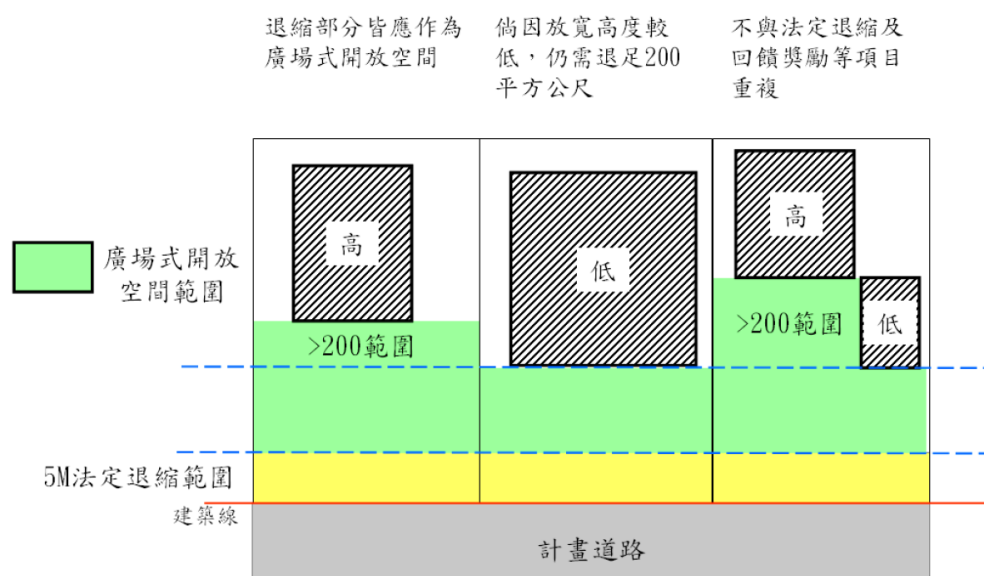 退縮部分皆應作為
廣場式開放空間
倘因放寬高度較
低，仍需退足200
平方公尺
不與法定退縮及
回饋獎勵等項目
重複
高
低
高
低
廣場式開放
空間範圍
>200範圍
>200範圍
5M法定退縮範圍
建築線
計畫道路